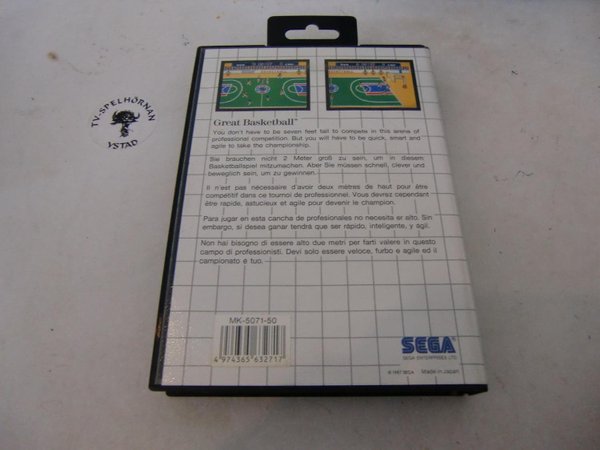 TV-SPELHÖRNAN
YSTAD
Great Basketball™
You don't have to be seven feet tall to compete in this arena of
professional competition. But you will have to be quick, smart and
agile to take the championship.
Sie brauchen nicht 2 Meter groß zu sein, um in diesem
Basketballspiel mitzumachen. Aber Sie müssen schnell, clever und
beweglich sein, um zu gewinnen.
Il n'est pas nécessaire d'avoir deux mètres de haut pour être
compétitif dans ce tournoi de professionnel. Vous devrez cependant
être rapide, astucieux et agile pour devenir le champion.
Para jugar en esta cancha de profesionales no necesita er alto. Sin
embargo, si desea ganar tendrá que ser rápido, inteligente, y ágil.
Non hai bisogno di essere alto due metri per farti valere in questo
campo di professionisti. Devi solo essere veloce, furbo e agile ed il
campionato è tuo.
MK-5071-50
4 974365 632717
SEGA
SEGA ENTERPRISES LTD.
© 1987 SEGA Made in Japan